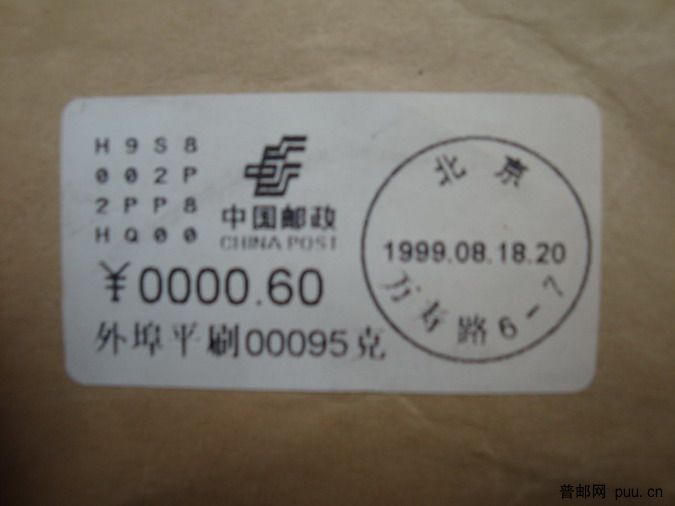 H 9 S 8
0 0 2 P
2 P P 8
H Q 0 0
中国邮政
CHINA POST
¥0000.60
外埠平刷00095克
北京
1999.08.18.20
万寿路6-7
普邮网 puu.cn